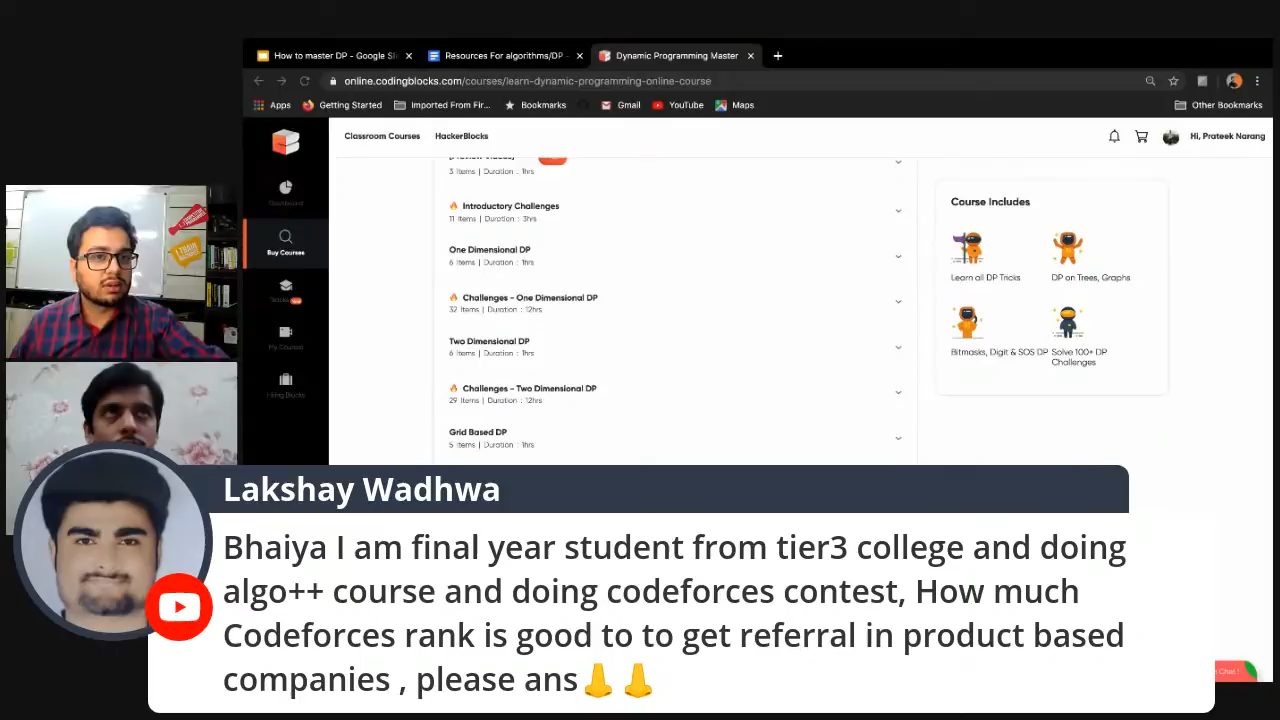 How to master DP - Google Sli
Resources For algorithms/DP -
Dynamic Programming Master
online.codingblocks.com/courses/learn-dynamic-programming-online-course
Apps
Getting Started
Imported From Fir...
Bookmarks
Gmail
YouTube
Maps
Other Bookmarks
Classroom Courses
HackerBlocks
Hi, Prateek Narang
Dashboard
Buy Courses
My Courses
Hiring Blocks
3 Items | Duration : 1hrs
Introductory Challenges
11 Items | Duration : 3hrs
One Dimensional DP
6 Items | Duration : 1hrs
Challenges - One Dimensional DP
32 Items | Duration : 12hrs
Two Dimensional DP
6 Items | Duration : 1hrs
Challenges - Two Dimensional DP
29 Items | Duration : 12hrs
Grid Based DP
5 Items | Duration : 1hrs
Course Includes
Learn all DP Tricks
DP on Trees, Graphs
Bitmasks, Digit & SOS DP
Solve 100+ DP
Challenges
Lakshay Wadhwa
Bhaiya I am final year student from tier3 college and doing
algo++ course and doing codeforces contest, How much
Codeforces rank is good to to get referral in product based
companies , please ans👃👃
Chat !